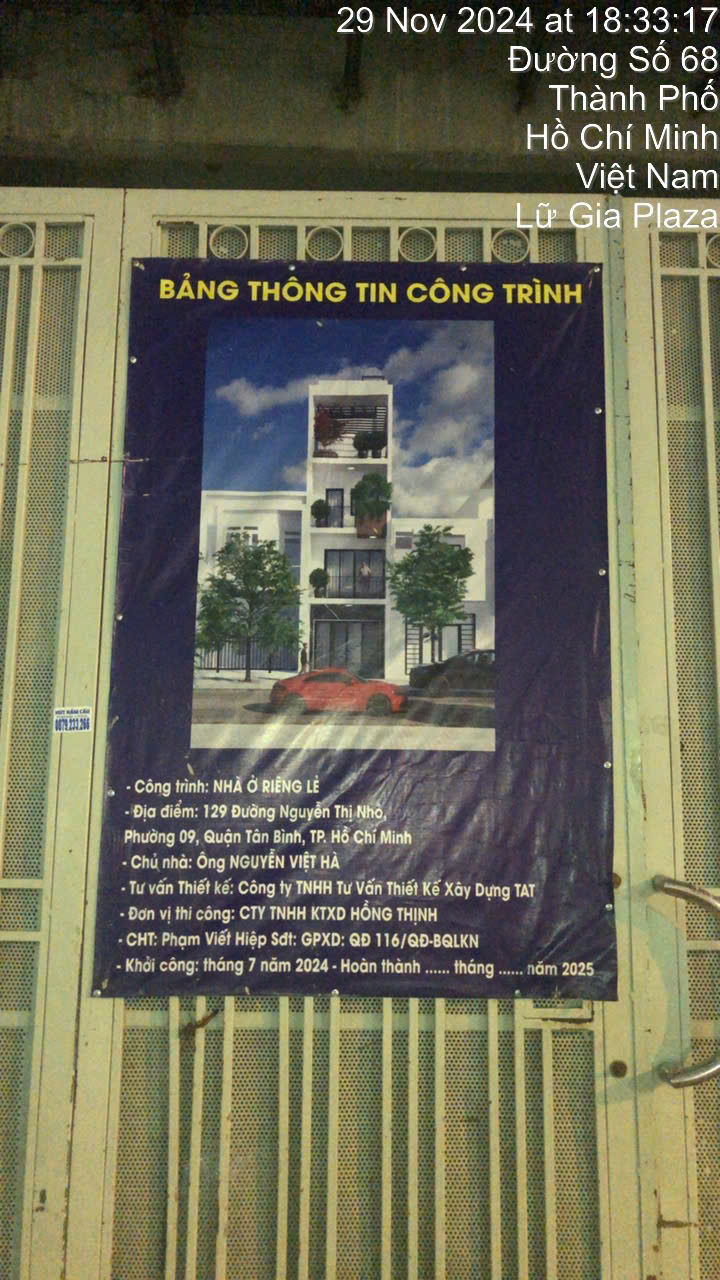 29 Nov 2024 at 18:33:17
Đường Số 68
Thành Phố
Hồ Chí Minh
Việt Nam
Lữ Gia Plaza
BẢNG THÔNG TIN CÔNG TRÌNH
- Công trình: NHÀ Ở RIÊNG LẺ
- Địa điểm: 129 Đường Nguyễn Thị Nhỏ,
Phường 09, Quận Tân Bình, TP. Hồ Chí Minh
- Chủ nhà: Ông NGUYỄN VIỆT HÀ
- Tư vấn Thiết kế: Công ty TNHH Tư Vấn Thiết Kế Xây Dựng TAT
- Đơn vị thi công: CTY TNHH KTXD HỒNG THỊNH
- CHT: Phạm Viết Hiệp Sđt: GPXD: QĐ 116/QĐ-BQLKN
- Khởi công: tháng 7 năm 2024 - Hoàn thành ...... tháng ...... năm 2025
0879.233.266